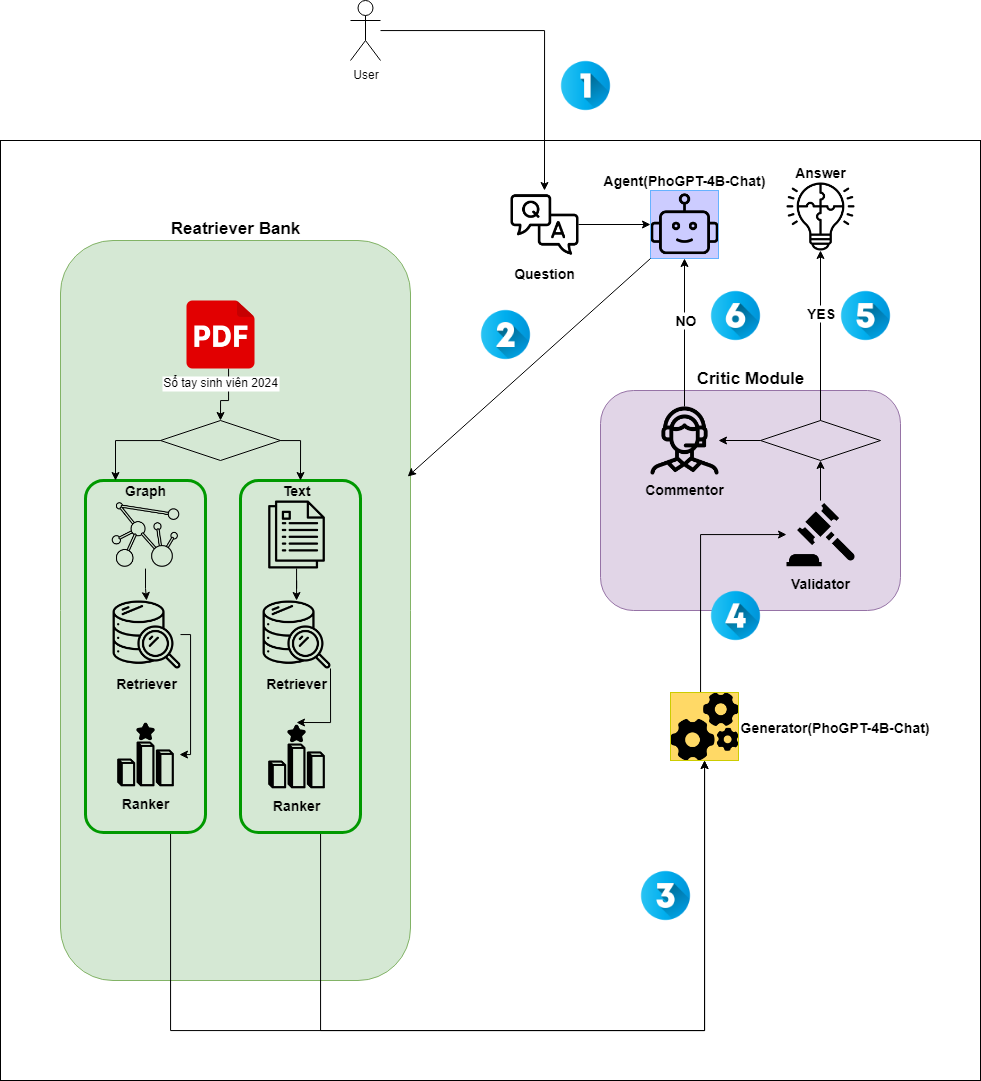 User
1
Agent(PhoGPT-4B-Chat)
Answer
Q
A
Question
Reatriever Bank
2
NO
6
YES
5
PDF
Sổ tay sinh viên 2024
Critic Module
Commentor
Validator
Graph
Text
4
Retriever
Retriever
Generator(PhoGPT-4B-Chat)
Ranker
Ranker
3